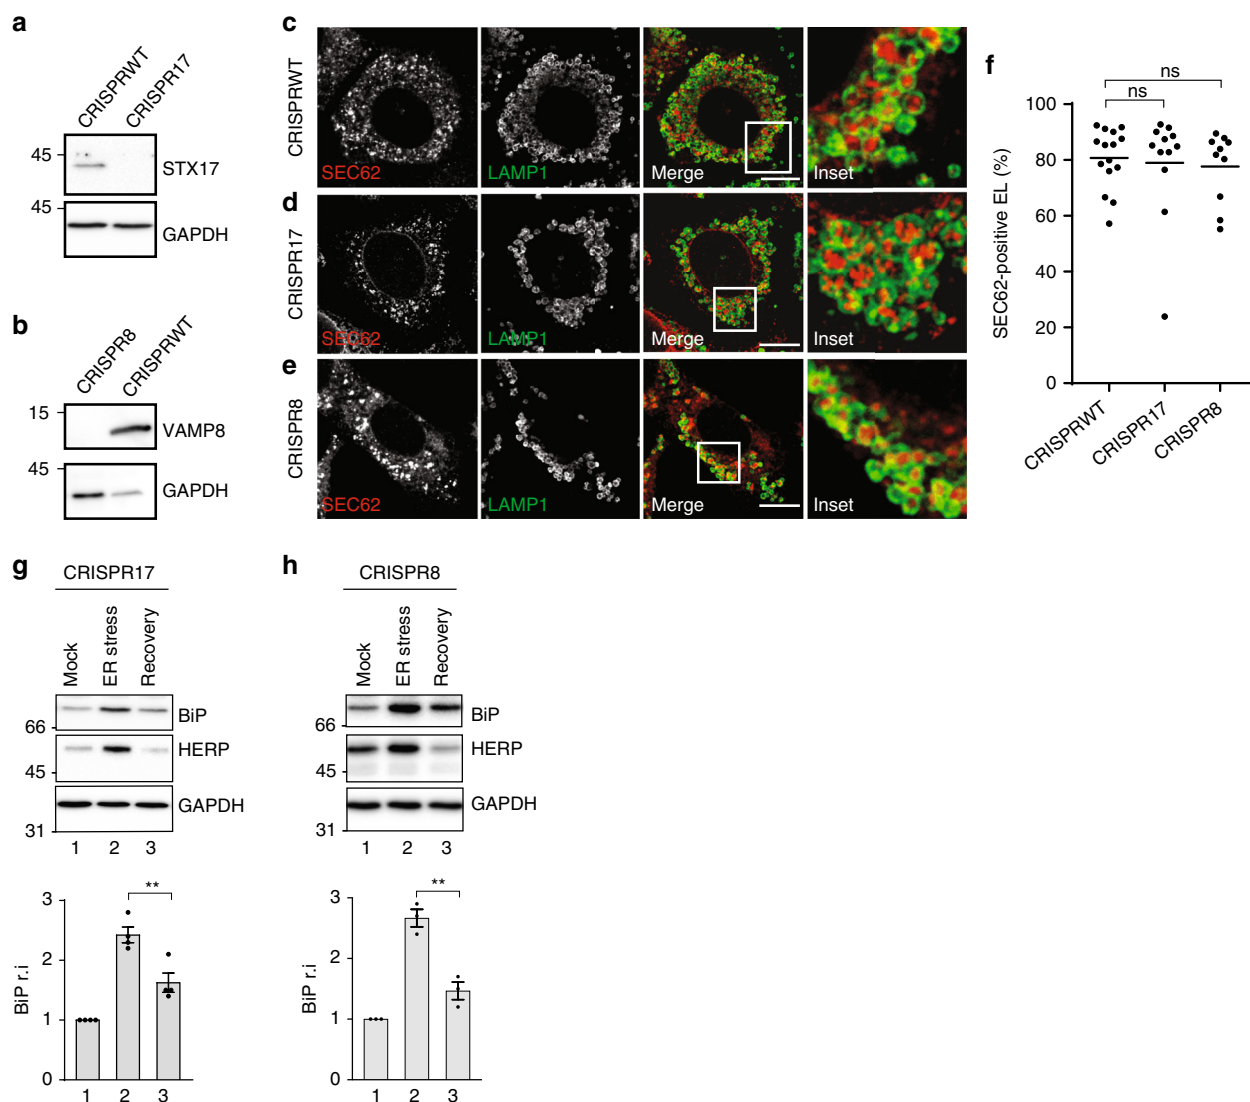 a
CRISPRWT
CRISPR17
45
STX17
45
GAPDH
b
CRISPR8
CRISPRWT
15
VAMP8
45
GAPDH
c
CRISPRWT
SEC62
LAMP1
Merge
Inset
d
CRISPR17
SEC62
LAMP1
Merge
Inset
e
CRISPR8
SEC62
LAMP1
Merge
Inset
f
ns
ns
SEC62-positive EL (%)
100
80
60
40
20
0
CRISPRWT
CRISPR17
CRISPR8
g
CRISPR17
Mock
ER stress
Recovery
BiP
66
HERP
45
GAPDH
31
1 2 3
**
BiP r.i
3
2
1
0
1 2 3
h
CRISPR8
Mock
ER stress
Recovery
BiP
66
HERP
45
GAPDH
31
1 2 3
**
BiP r.i
3
2
1
0
1 2 3